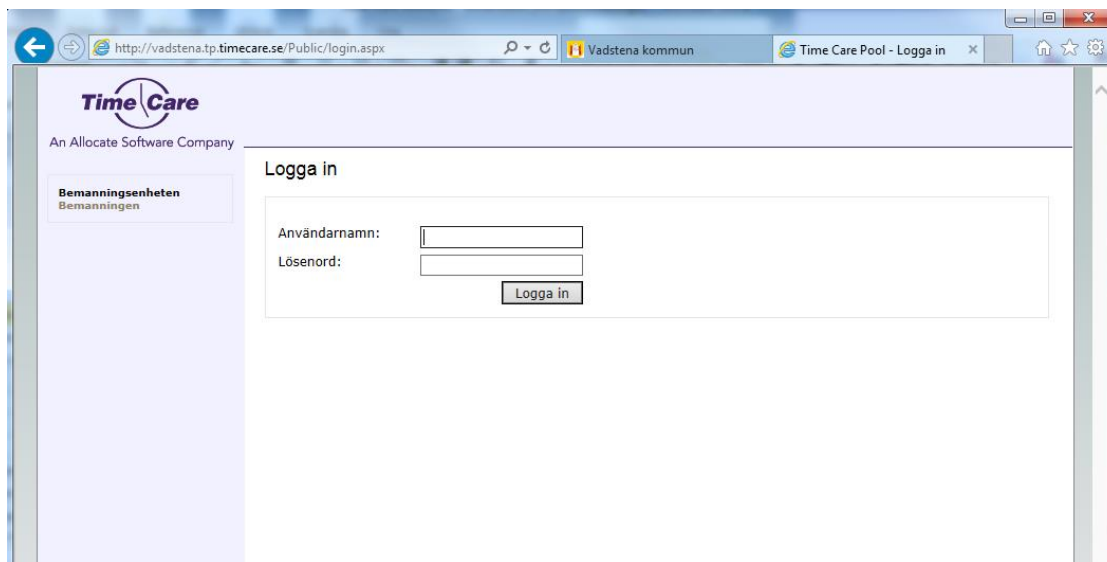 http://vadstena.tp.timecare.se/Public/login.aspx
Vadstena kommun
Time Care Pool - Logga in
Time Care
An Allocate Software Company
Logga in
Bemanningsenheten
Bemanningen
Användarnamn:
Lösenord:
Logga in